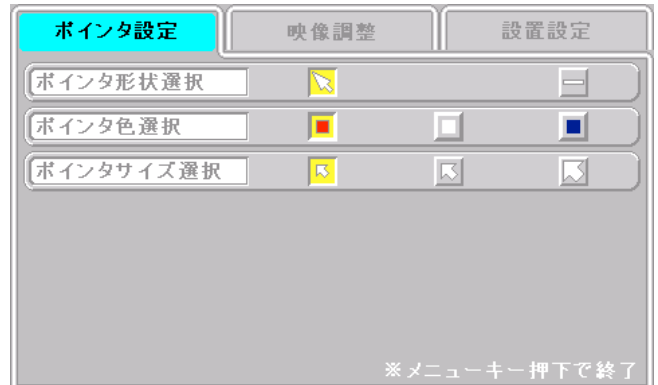 ポインタ設定
映像調整
設置設定
ポインタ形状選択
ポインタ色選択
ポインタサイズ選択
※メニューキー押下で終了